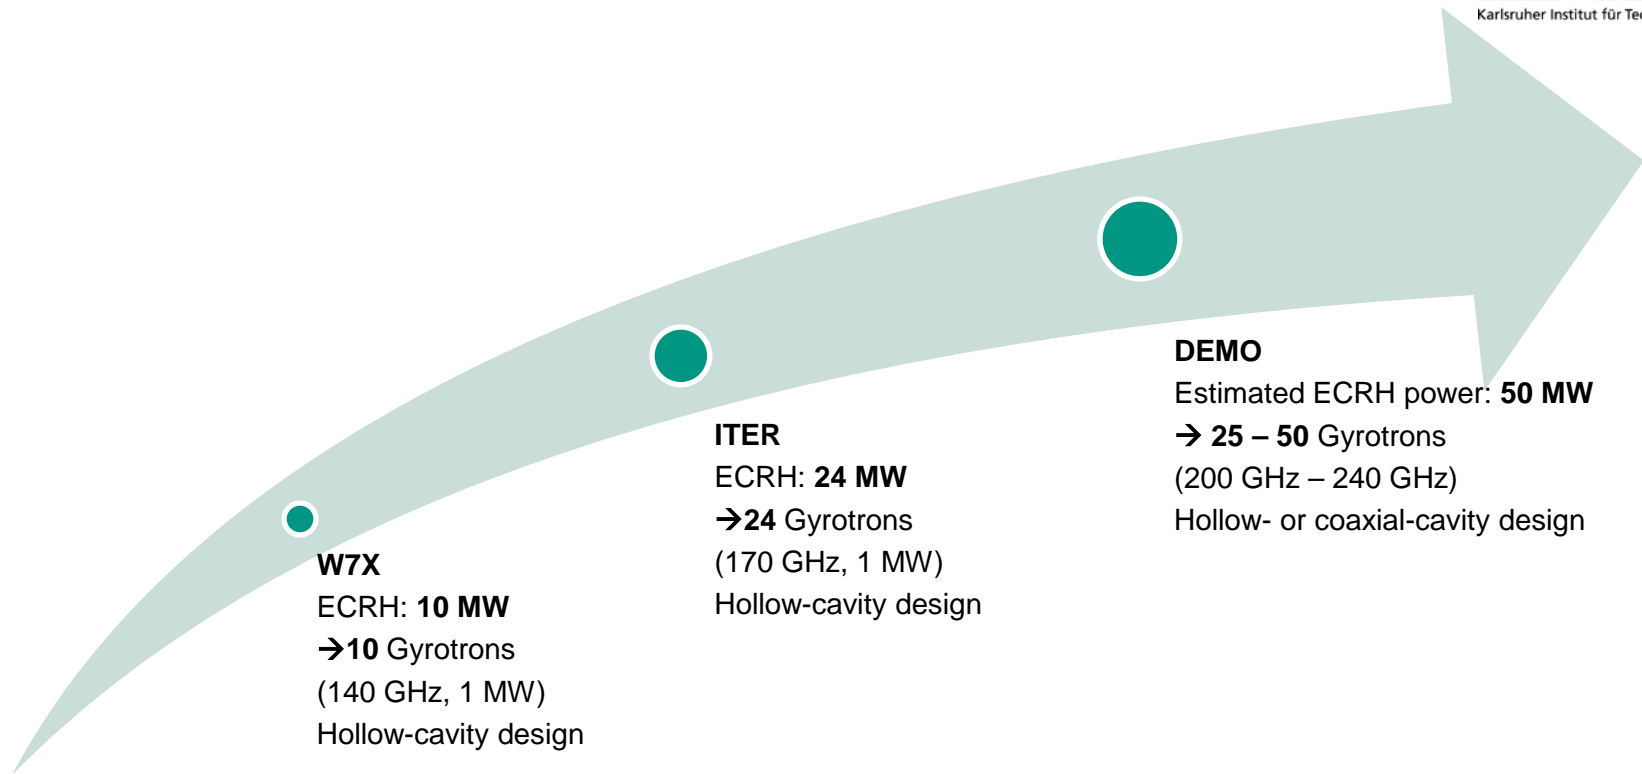 Karlsruher Institut für
DEMO
Estimated ECRH power: 50 MW
→ 25 – 50 Gyrotrons
(200 GHz – 240 GHz)
Hollow- or coaxial-cavity design
ITER
ECRH: 24 MW
→24 Gyrotrons
(170 GHz, 1 MW)
Hollow-cavity design
W7X
ECRH: 10 MW
→10 Gyrotrons
(140 GHz, 1 MW)
Hollow-cavity design